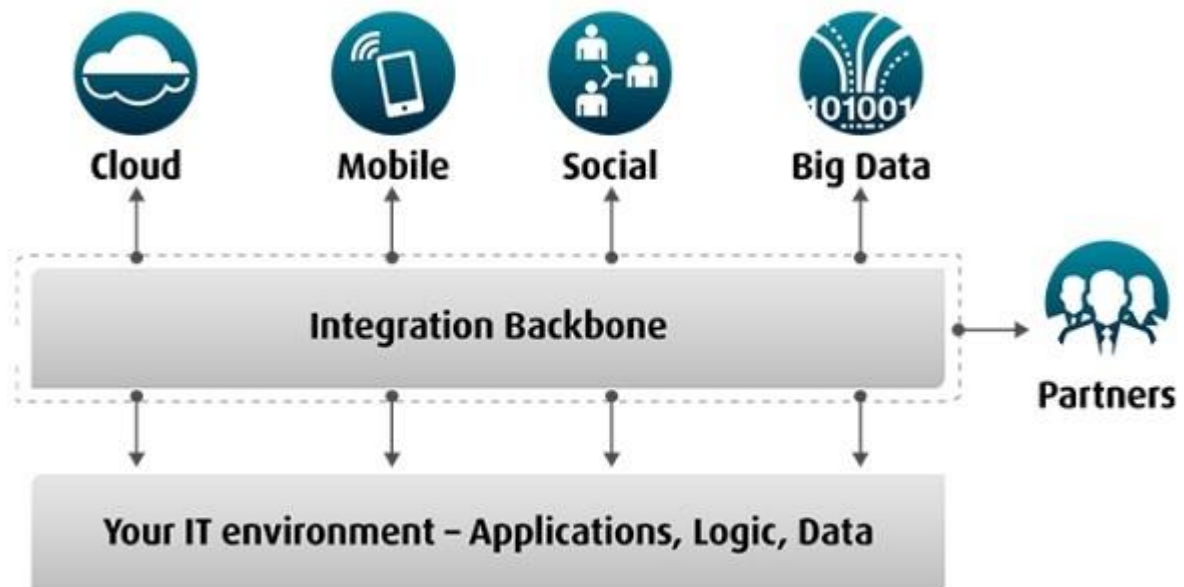 Cloud
Mobile
Social
101001
Big Data
Integration Backbone
Partners
Your IT environment – Applications, Logic, Data